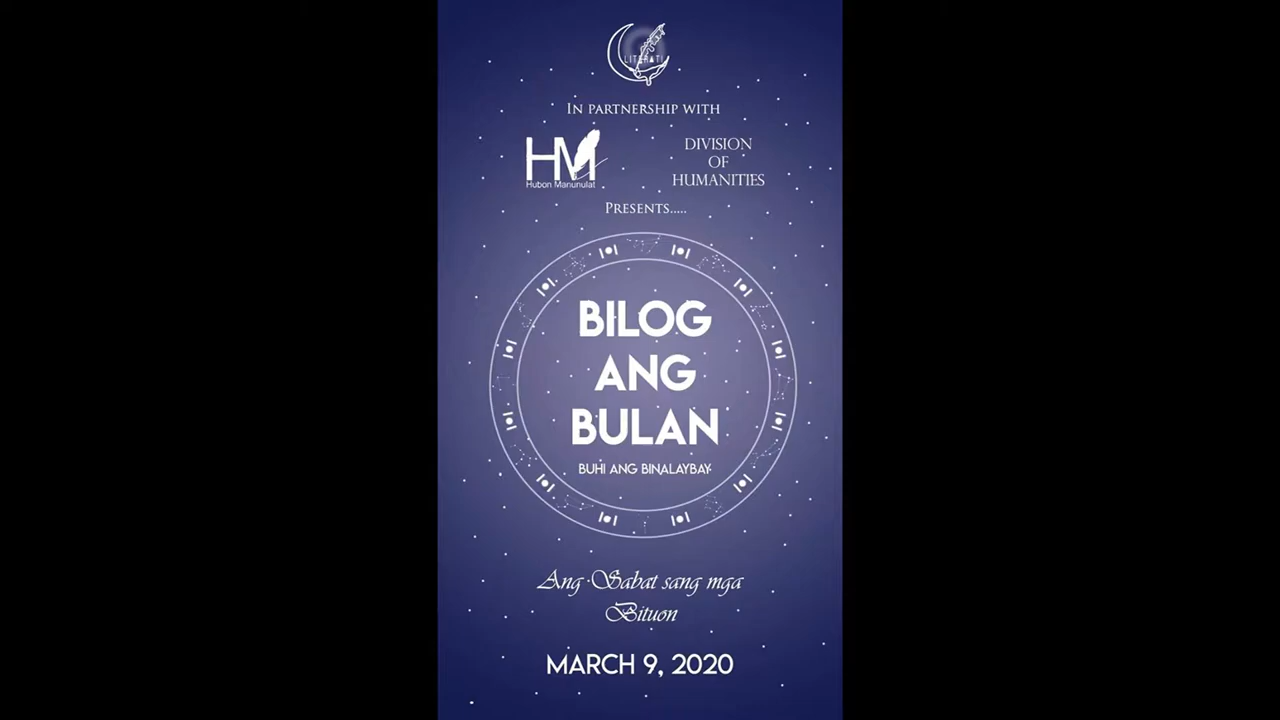 LITERATI
IN PARTNERSHIP WITH
HM
Hubon Manunulat
DIVISION
OF
HUMANITIES
PRESENTS.....
BILOG
ANG
BULAN
BUHI ANG BINALAYBAY
Ang Sabat sang mga
Bituon
MARCH 9, 2020